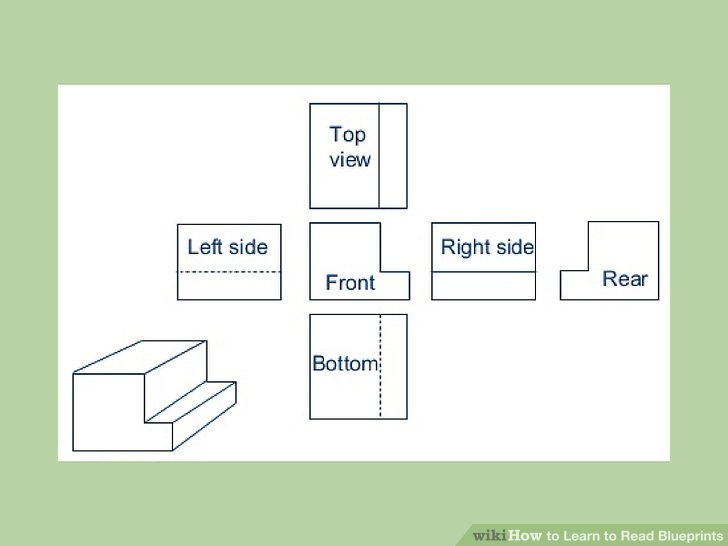 Top
view
Left side
Front
Right side
Rear
Bottom
wikiHow to Learn to Read Blueprints